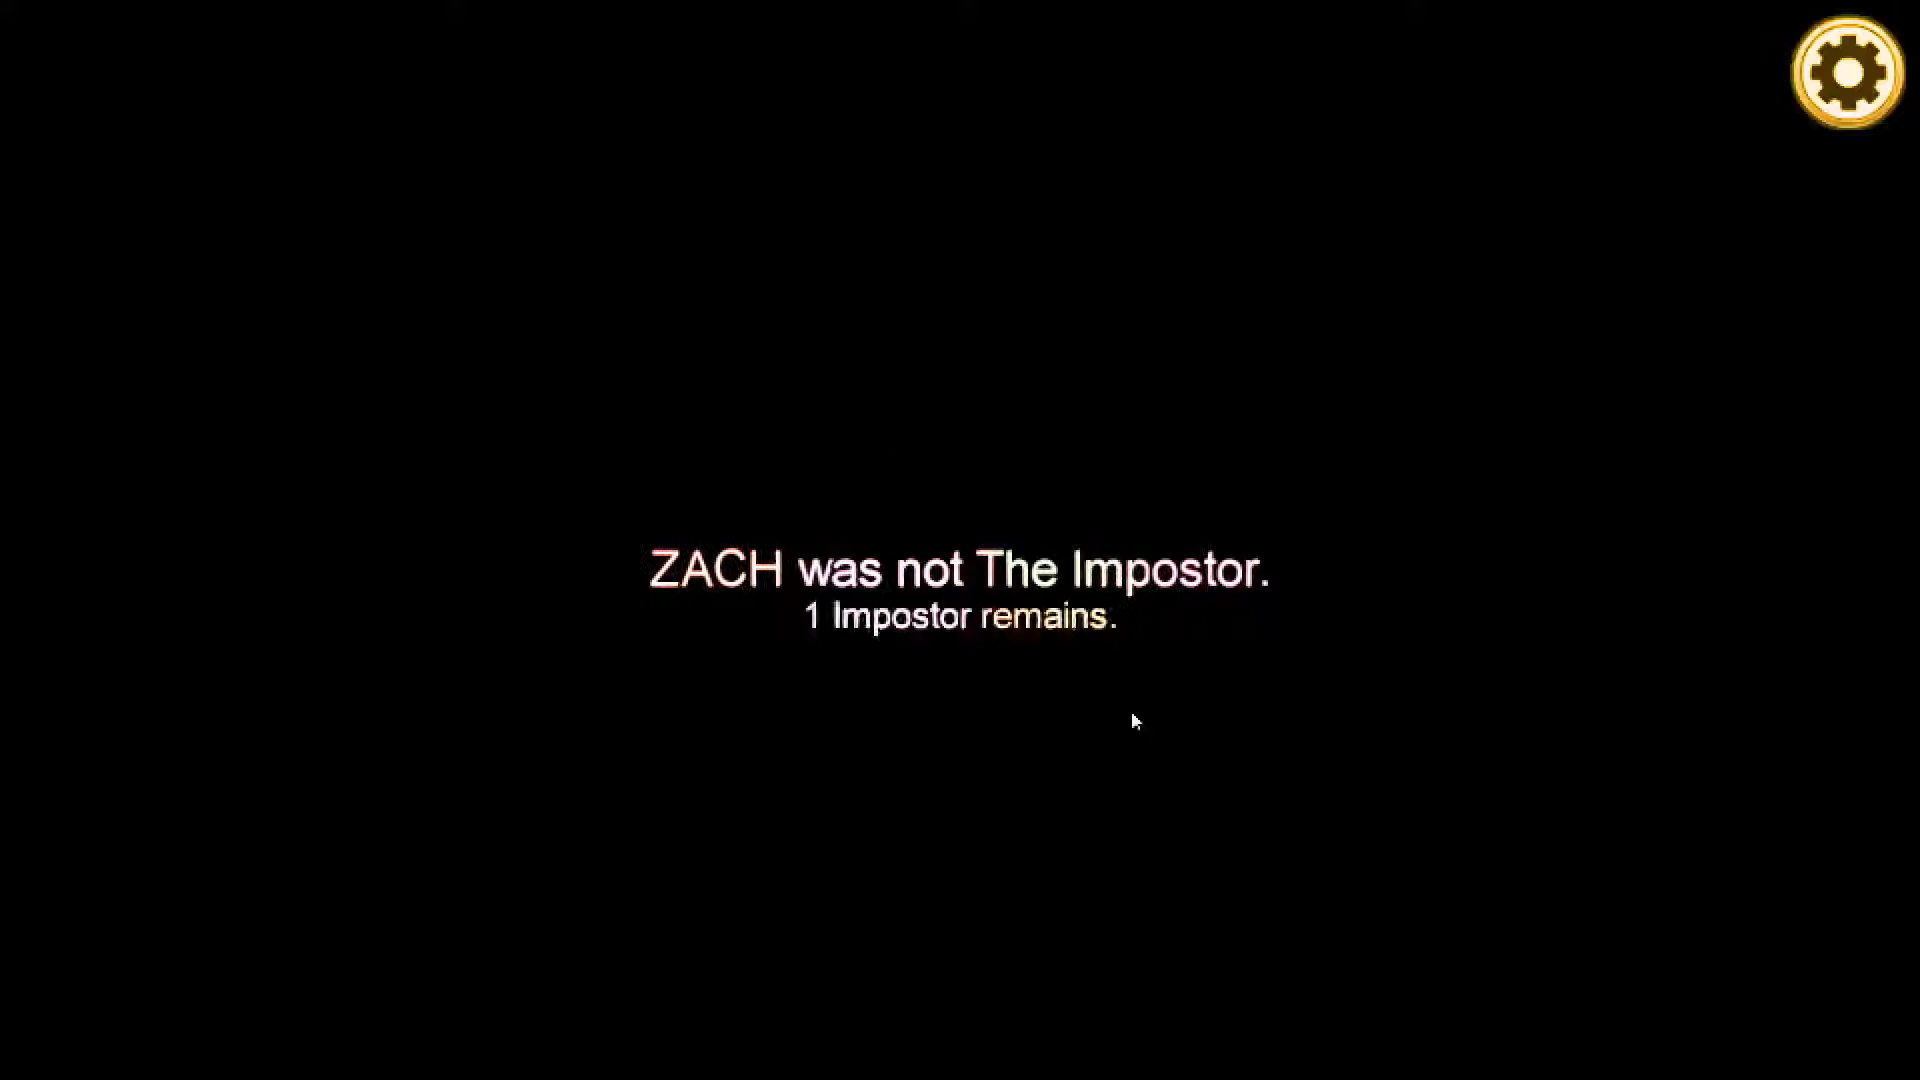 ZACH was not The Impostor.
1 Impostor remains.